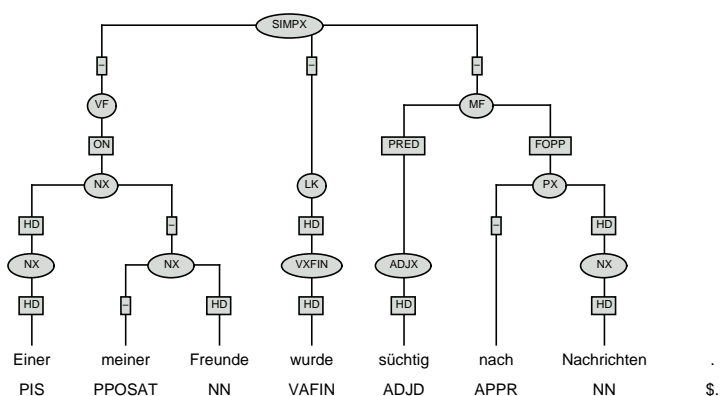 SIMPX
– – –
VF MF
ON PRED FOPP
NX LK PX
HD – HD – HD
NX NX VXFIN ADJX NX
HD – HD HD HD HD
Einer meiner Freunde wurde süchtig nach Nachrichten .
PIS PPOSAT NN VAFIN ADJD APPR NN $.